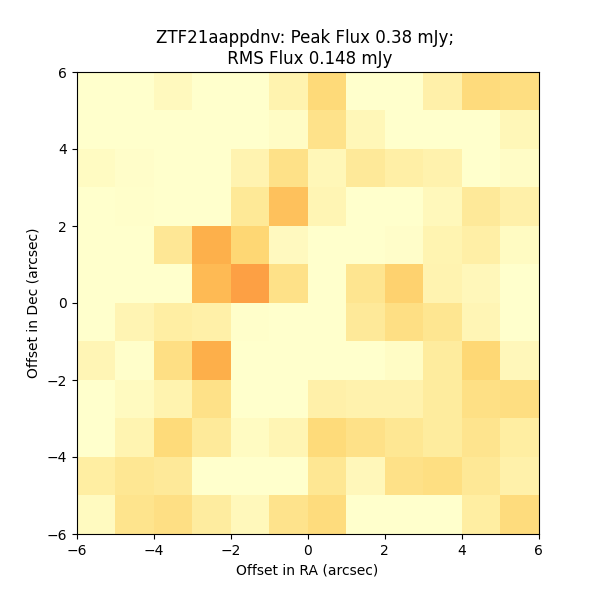 ZTF21aappdnv: Peak Flux 0.38 mJy;
RMS Flux 0.148 mJy
6
4
2
0
−2
−4
−6
Offset in Dec (arcsec)
−6 −4 −2 0 2 4 6
Offset in RA (arcsec)